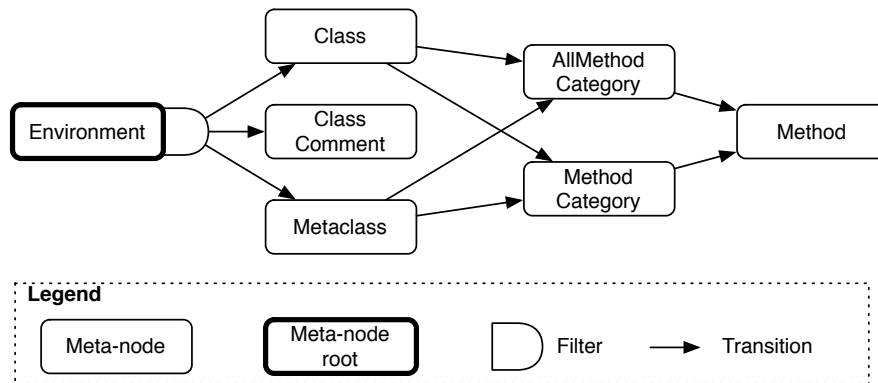 Class
AllMethod
Category
Environment
Class
Comment
Method
Method
Category
Metaclass
Legend
Meta-node
Meta-node
root
Filter
Transition